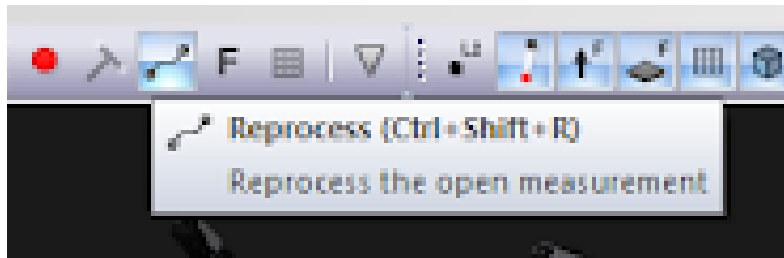 F
Reprocess (Ctrl+Shift+R)
Reprocess the open measurement